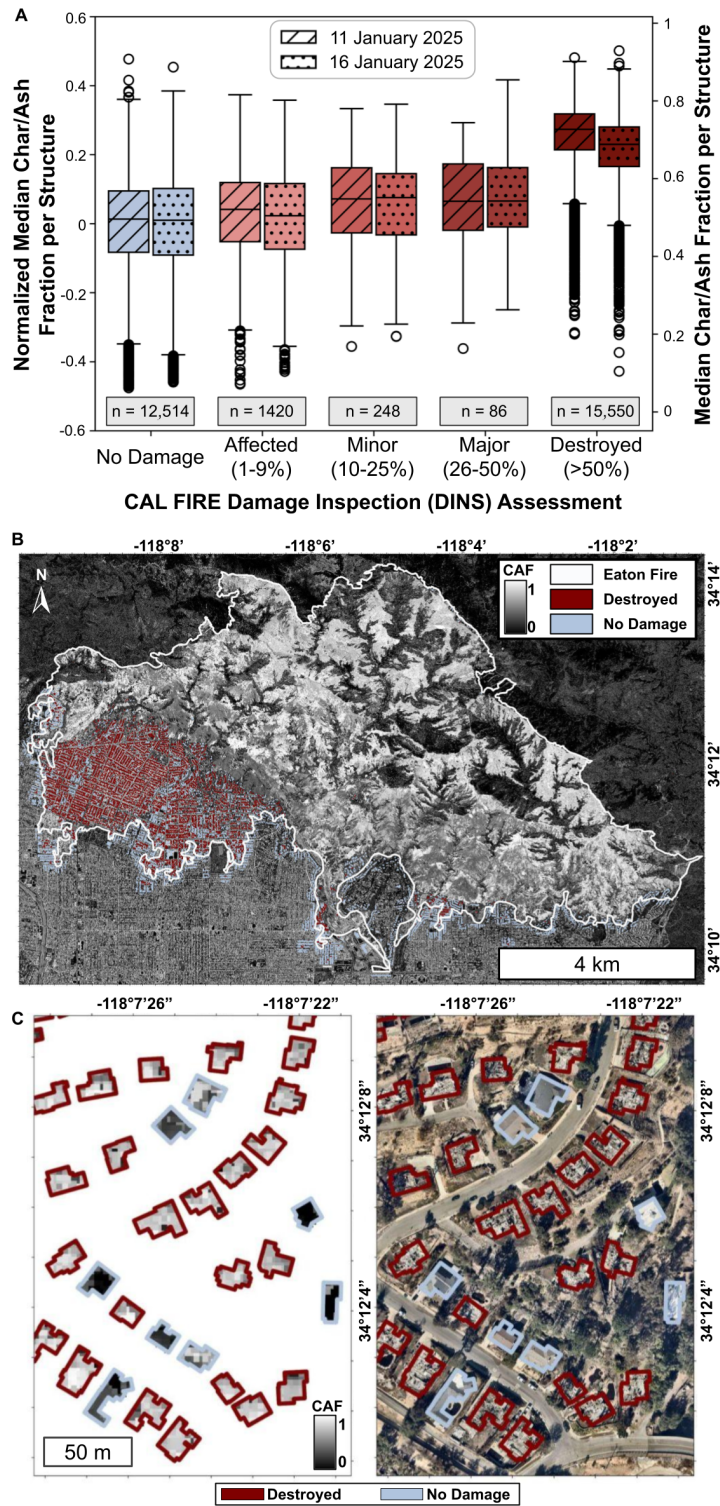 A
0.6
0.4
0.2
0
-0.2
-0.4
-0.6
Normalized Median Char/Ash
Fraction per Structure
11 January 2025
16 January 2025
1
0.8
0.6
0.4
0.2
0
Median Char/Ash Fraction per Structure
n = 12,514
n = 1420
n = 248
n = 86
n = 15,550
No Damage
Affected
(1-9%)
Minor
(10-25%)
Major
(26-50%)
Destroyed
(>50%)
CAL FIRE Damage Inspection (DINS) Assessment
B
-118°8'
-118°6'
-118°4'
-118°2'
N
CAF
1
0
Eaton Fire
Destroyed
No Damage
34°14'
34°12'
34°10'
4 km
C
-118°7'26”
-118°7'22”
-118°7'26”
-118°7'22”
34°12'8”
34°12'4”
34°12'8”
34°12'4”
CAF
1
0
50 m
Destroyed
No Damage